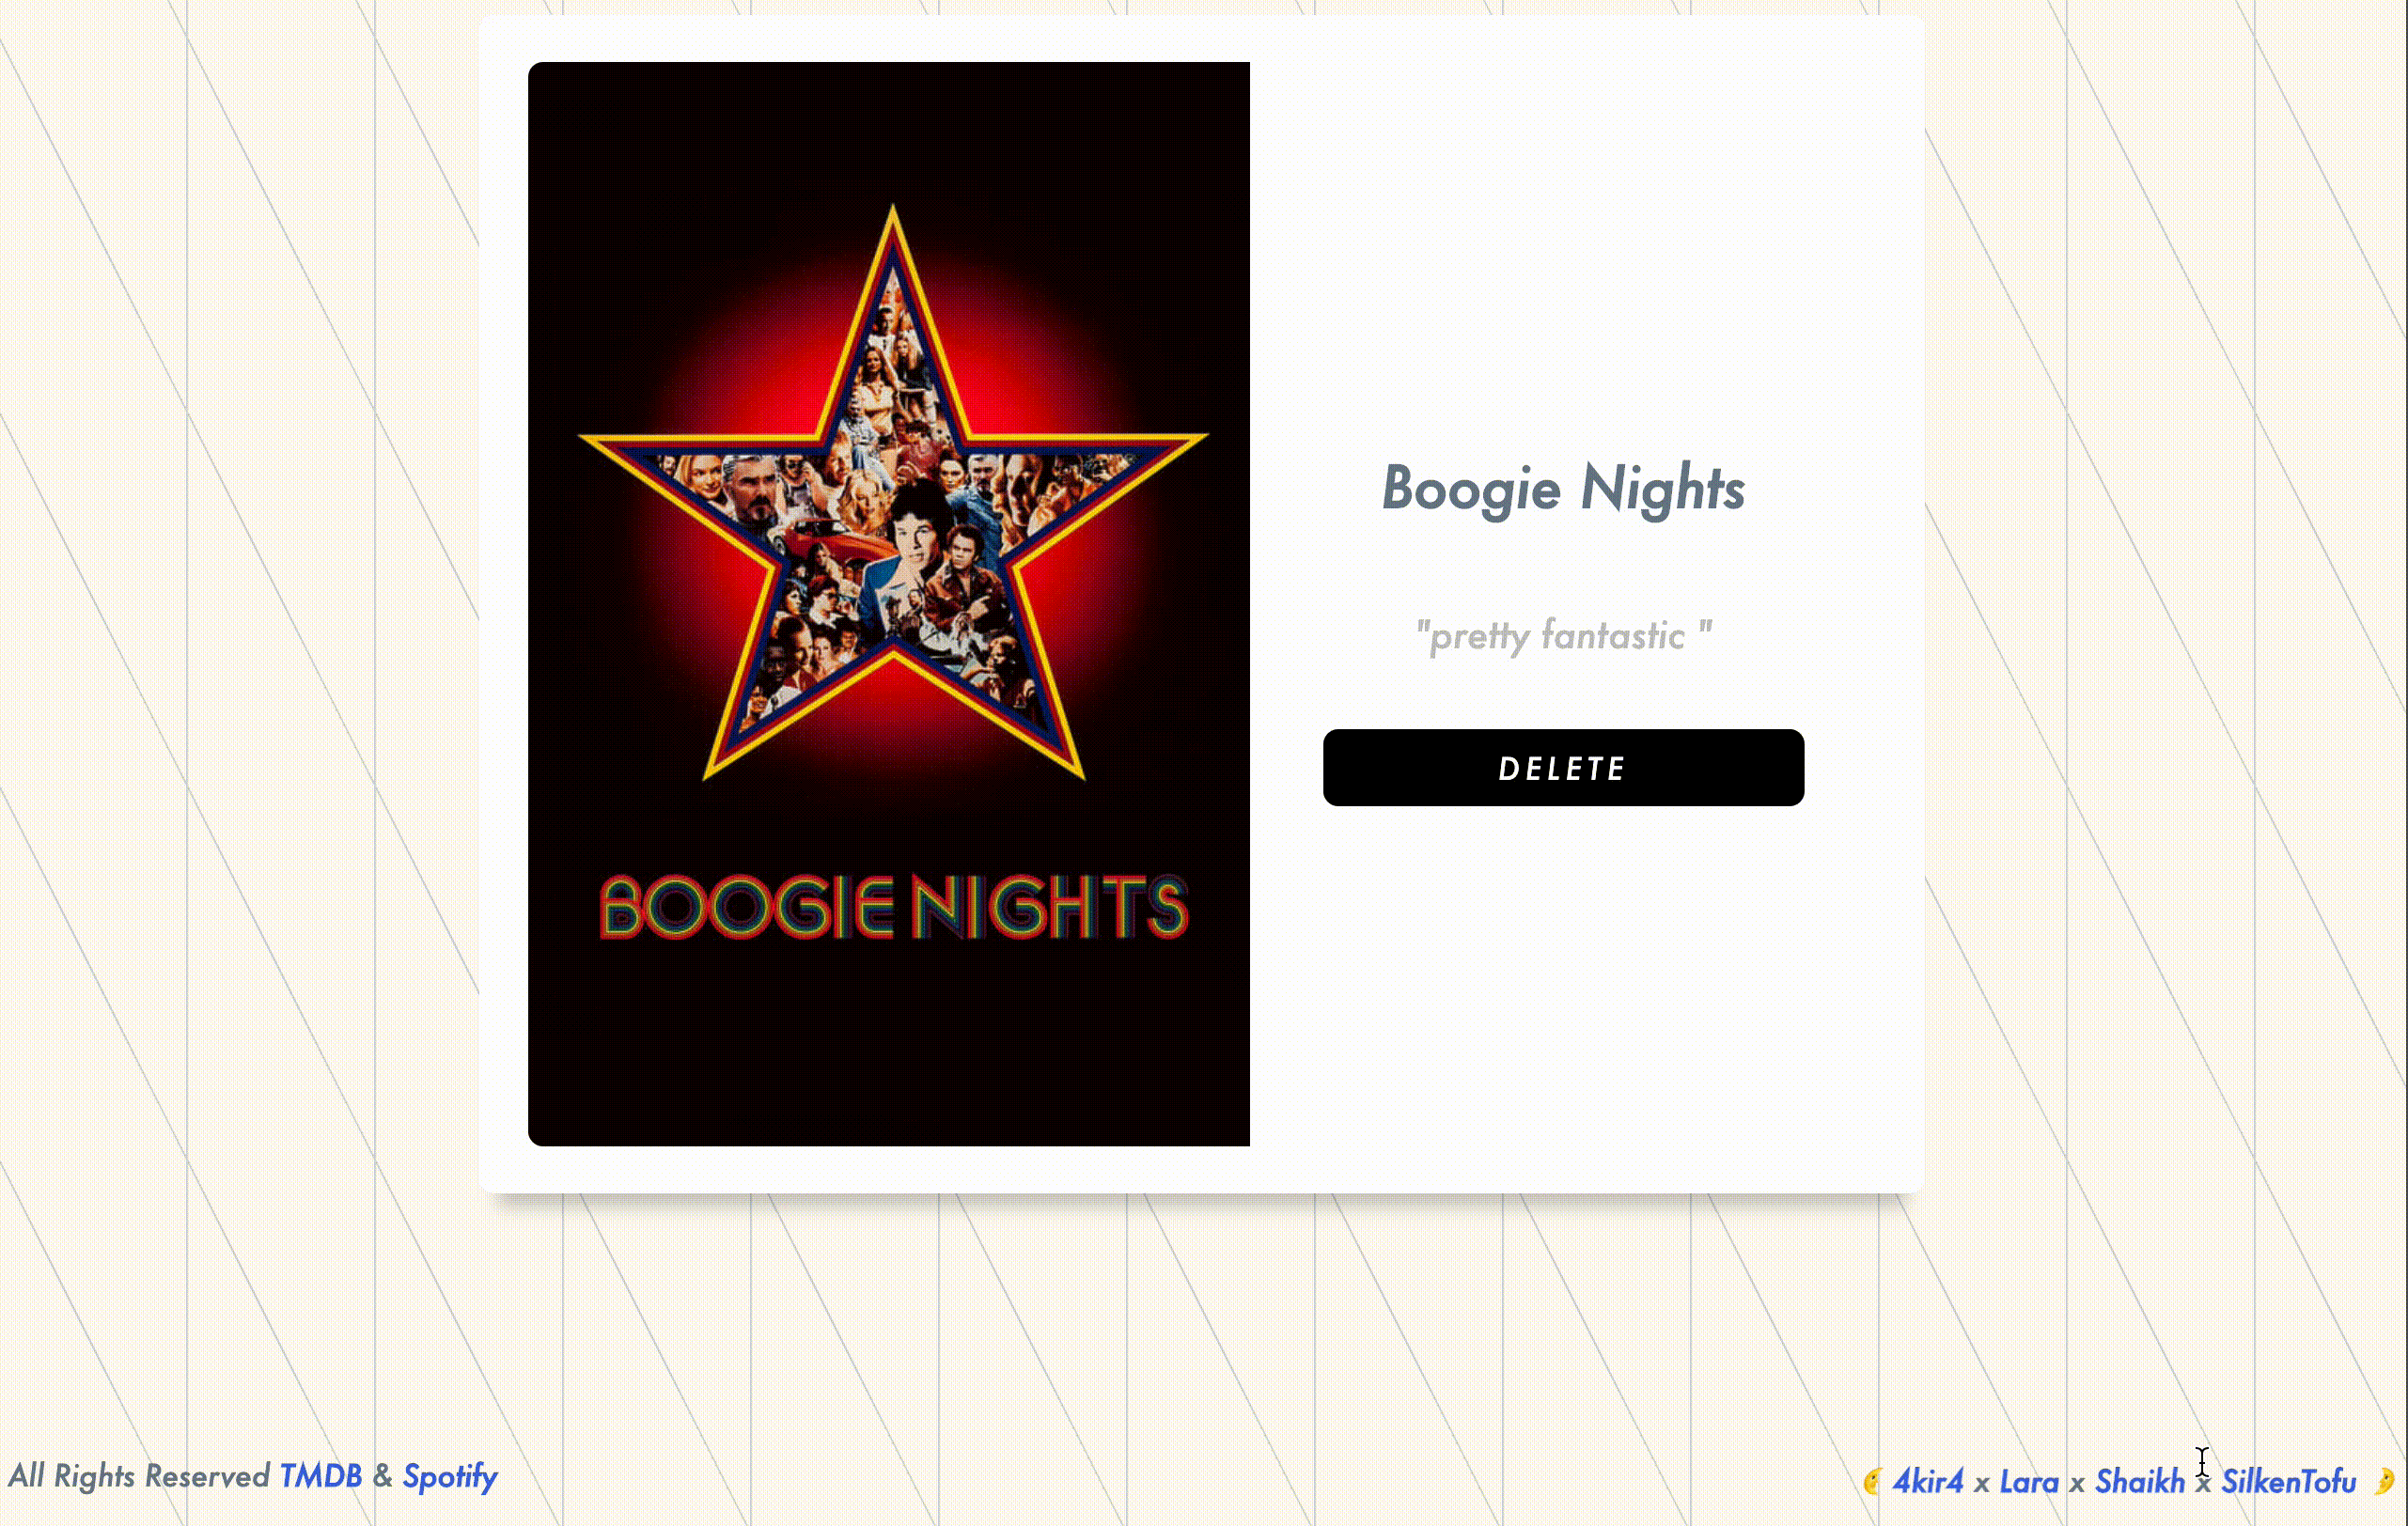 BOOGIE NIGHTS
Boogie Nights
"pretty fantastic "
DELETE
All Rights Reserved TMDB & Spotify
4kir4 x Lara x Shaikh x SilkenTofu